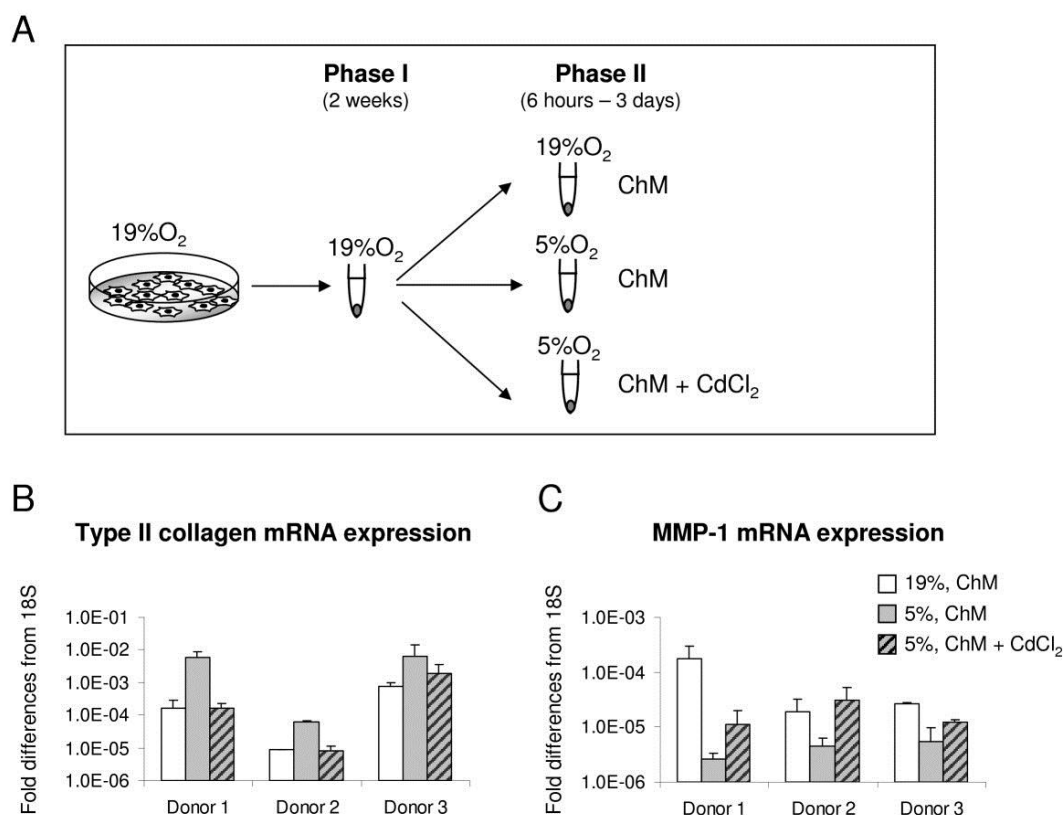 A
Phase I
(2 weeks)
Phase II
(6 hours – 3 days)
19%O₂
ChM
19%O₂
19%O₂
5%O₂
ChM
5%O₂
ChM + CdCl₂
B
Type II collagen mRNA expression
Fold differences from 18S
1.0E-01
1.0E-02
1.0E-03
1.0E-04
1.0E-05
1.0E-06
Donor 1 Donor 2 Donor 3
C
MMP-1 mRNA expression
19%, ChM
5%, ChM
5%, ChM + CdCl₂
Fold differences from 18S
1.0E-03
1.0E-04
1.0E-05
1.0E-06
Donor 1 Donor 2 Donor 3